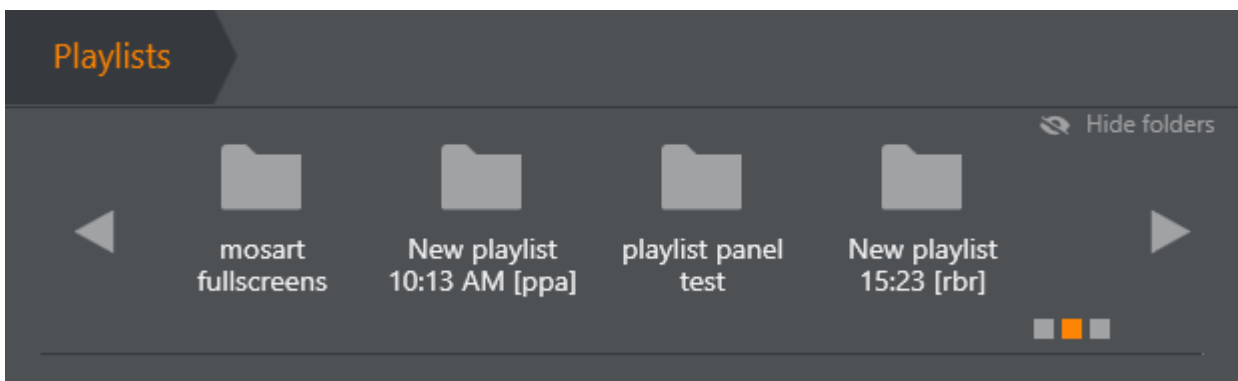 Playlists
Hide folders
mosart
fullscreens
New playlist
10:13 AM [ppa]
playlist panel
test
New playlist
15:23 [rbr]